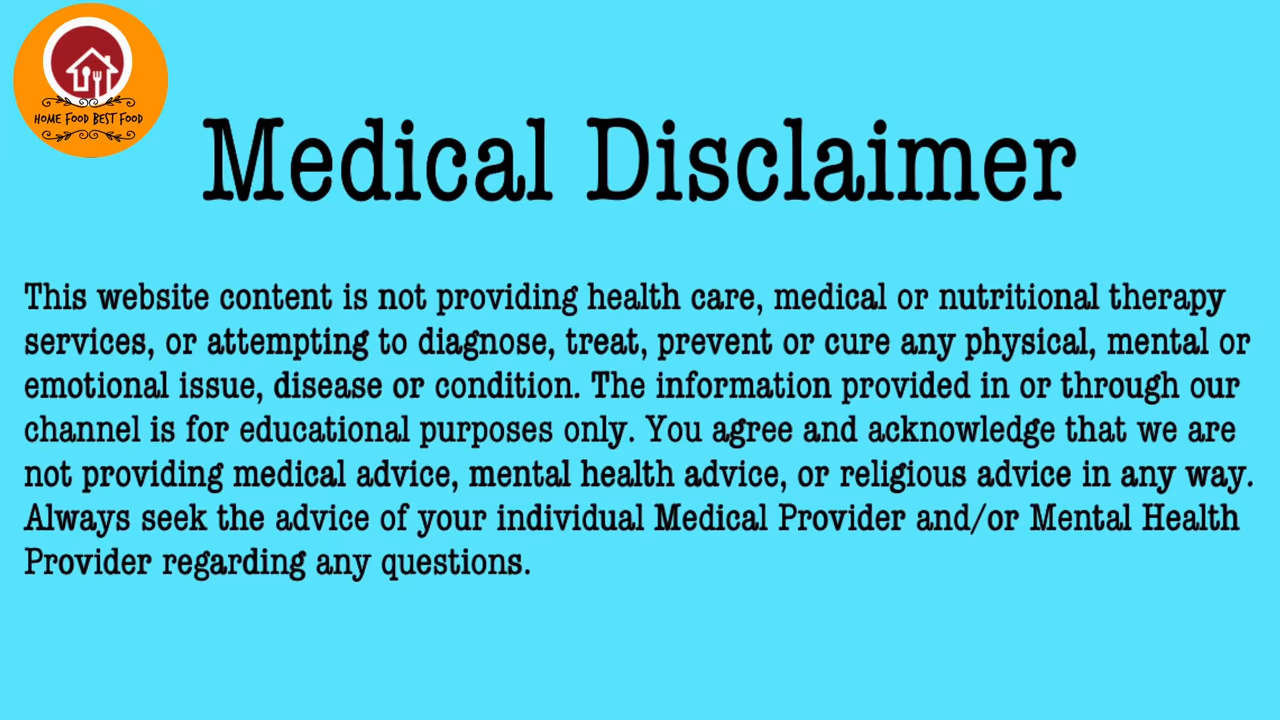 HOME FOOD BEST FOOD
Medical Disclaimer
This website content is not providing health care, medical or nutritional therapy
services, or attempting to diagnose, treat, prevent or cure any physical, mental or
emotional issue, disease or condition. The information provided in or through our
channel is for educational purposes only. You agree and acknowledge that we are
not providing medical advice, mental health advice, or religious advice in any way.
Always seek the advice of your individual Medical Provider and/or Mental Health
Provider regarding any questions.